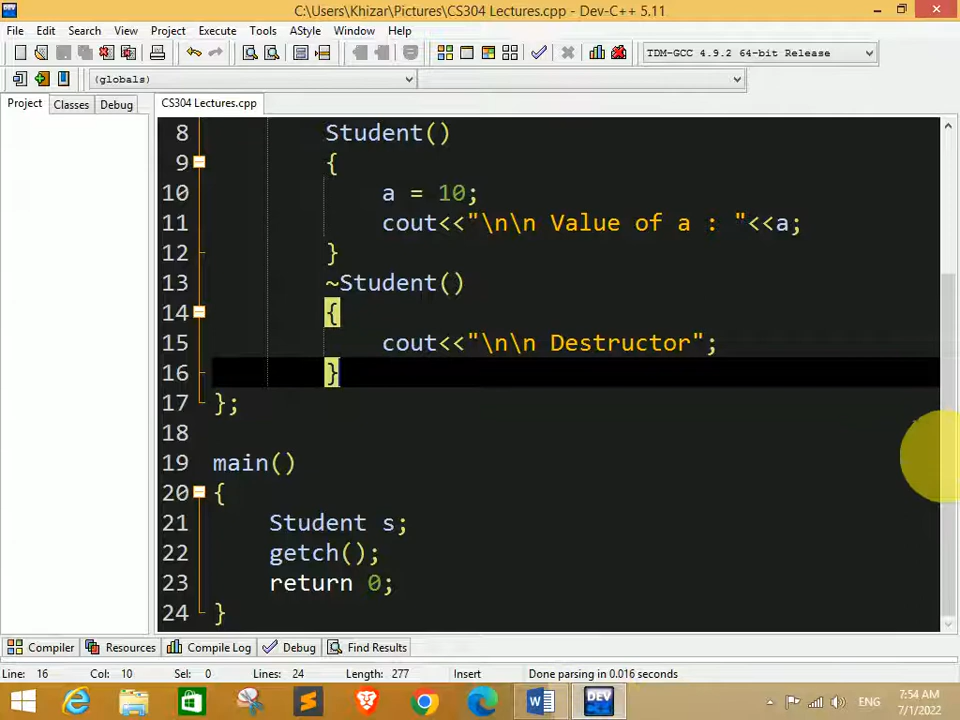 C:\Users\Khizar\Pictures\CS304 Lectures.cpp - Dev-C++ 5.11
File Edit Search View Project Execute Tools AStyle Window Help
TDM-GCC 4.9.2 64-bit Release
(globals)
Project Classes Debug CS304 Lectures.cpp
8 Student()
9 {
10 a = 10;
11 cout<<"\n\n Value of a : "<<a;
12 }
13 ~Student()
14 {
15 cout<<"\n\n Destructor";
16 }
17 };
18
19 main()
20 {
21 Student s;
22 getch();
23 return 0;
24 }
Compiler Resources Compile Log Debug Find Results
Line: 16 Col: 10 Sel: 0 Lines: 24 Length: 277 Insert Done parsing in 0.016 seconds
DEV ENG 7:54 AM
7/1/2022